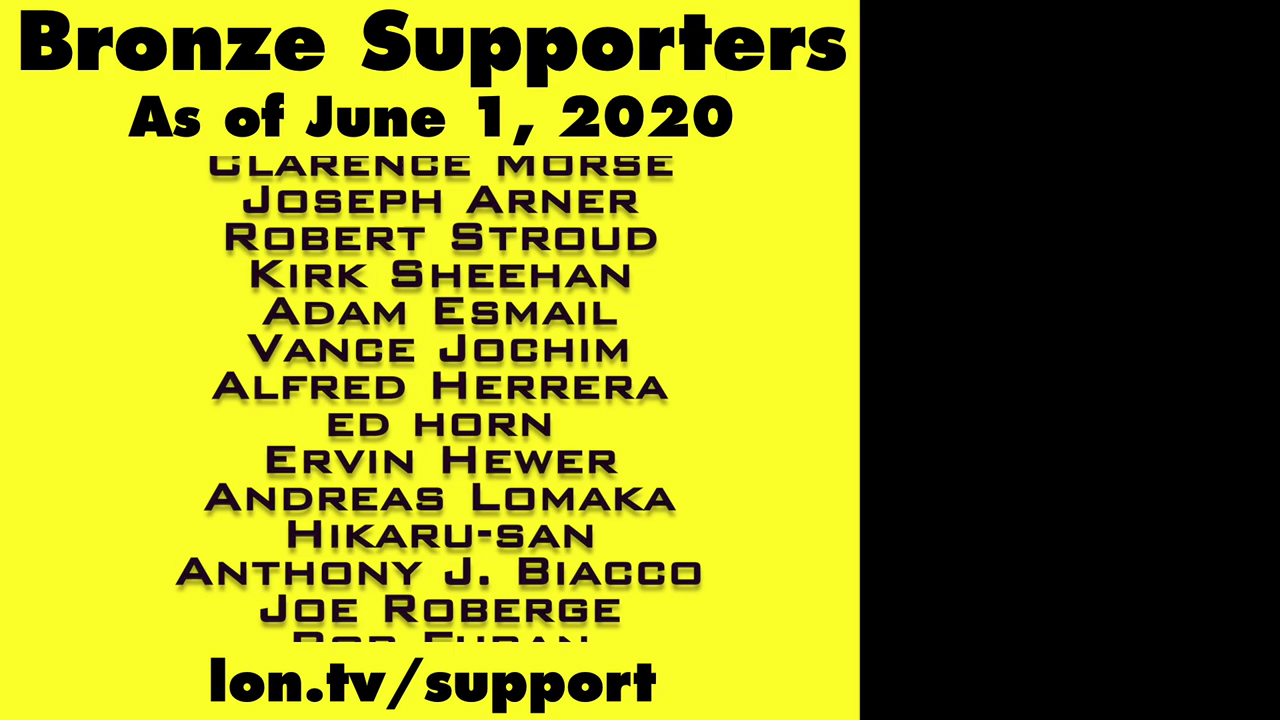 Bronze Supporters
As of June 1, 2020
CLARENCE MORSE
JOSEPH ARNER
ROBERT STROUD
KIRK SHEEHAN
ADAM ESMAIL
VANCE JOCHIM
ALFRED HERRERA
ED HORN
ERVIN HEWER
ANDREAS LOMAKA
HIKARU-SAN
ANTHONY J. BIACCO
JOE ROBERGE
lon.tv/support